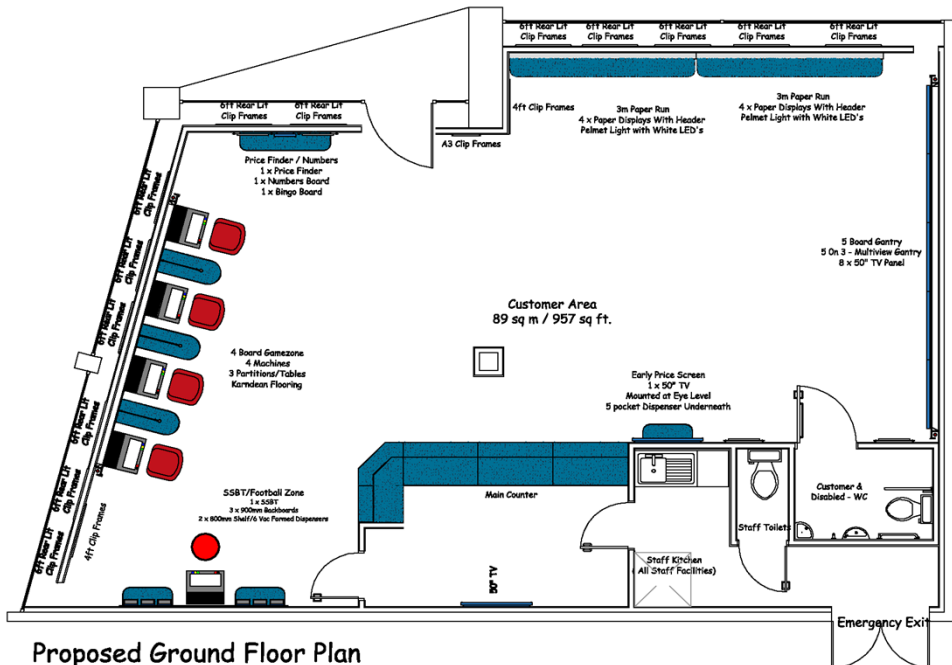 6ft Rear Lit
Clip Frames
6ft Rear Lit
Clip Frames
6ft Rear Lit
Clip Frames
6ft Rear Lit
Clip Frames
6ft Rear Lit
Clip Frames
6ft Rear Lit
Clip Frames
6ft Rear Lit
Clip Frames
4ft Clip Frames
3m Paper Run
4 x Paper Displays With Header
Pelmet Light with White LED's
3m Paper Run
4 x Paper Displays With Header
Pelmet Light with White LED's
A3 Clip Frames
Price Finder / Numbers
1 x Price Finder
1 x Numbers Board
1 x Bingo Board
6ft Rear Lit
Clip Frames
6ft Rear Lit
Clip Frames
6ft Rear Lit
Clip Frames
6ft Rear Lit
Clip Frames
6ft Rear Lit
Clip Frames
6ft Rear Lit
Clip Frames
4ft Clip Frames
5 Board Gantry
5 On 3 - Multiview Gantry
8 x 50" TV Panel
Customer Area
89 sq m / 957 sq ft.
4 Board Gamezone
4 Machines
3 Partitions/Tables
Karndean Flooring
Early Price Screen
1 x 50" TV
Mounted at Eye Level
5 pocket Dispenser Underneath
SSBT/Football Zone
1 x SSBT
3 x 900mm Backboards
2 x 800mm Shelf/6 Vac Formed Dispensers
Main Counter
Customer &
Disabled - WC
Staff Toilets
Staff Kitchen
(All Staff Facilities)
50" TV
Emergency Exit
Proposed Ground Floor Plan